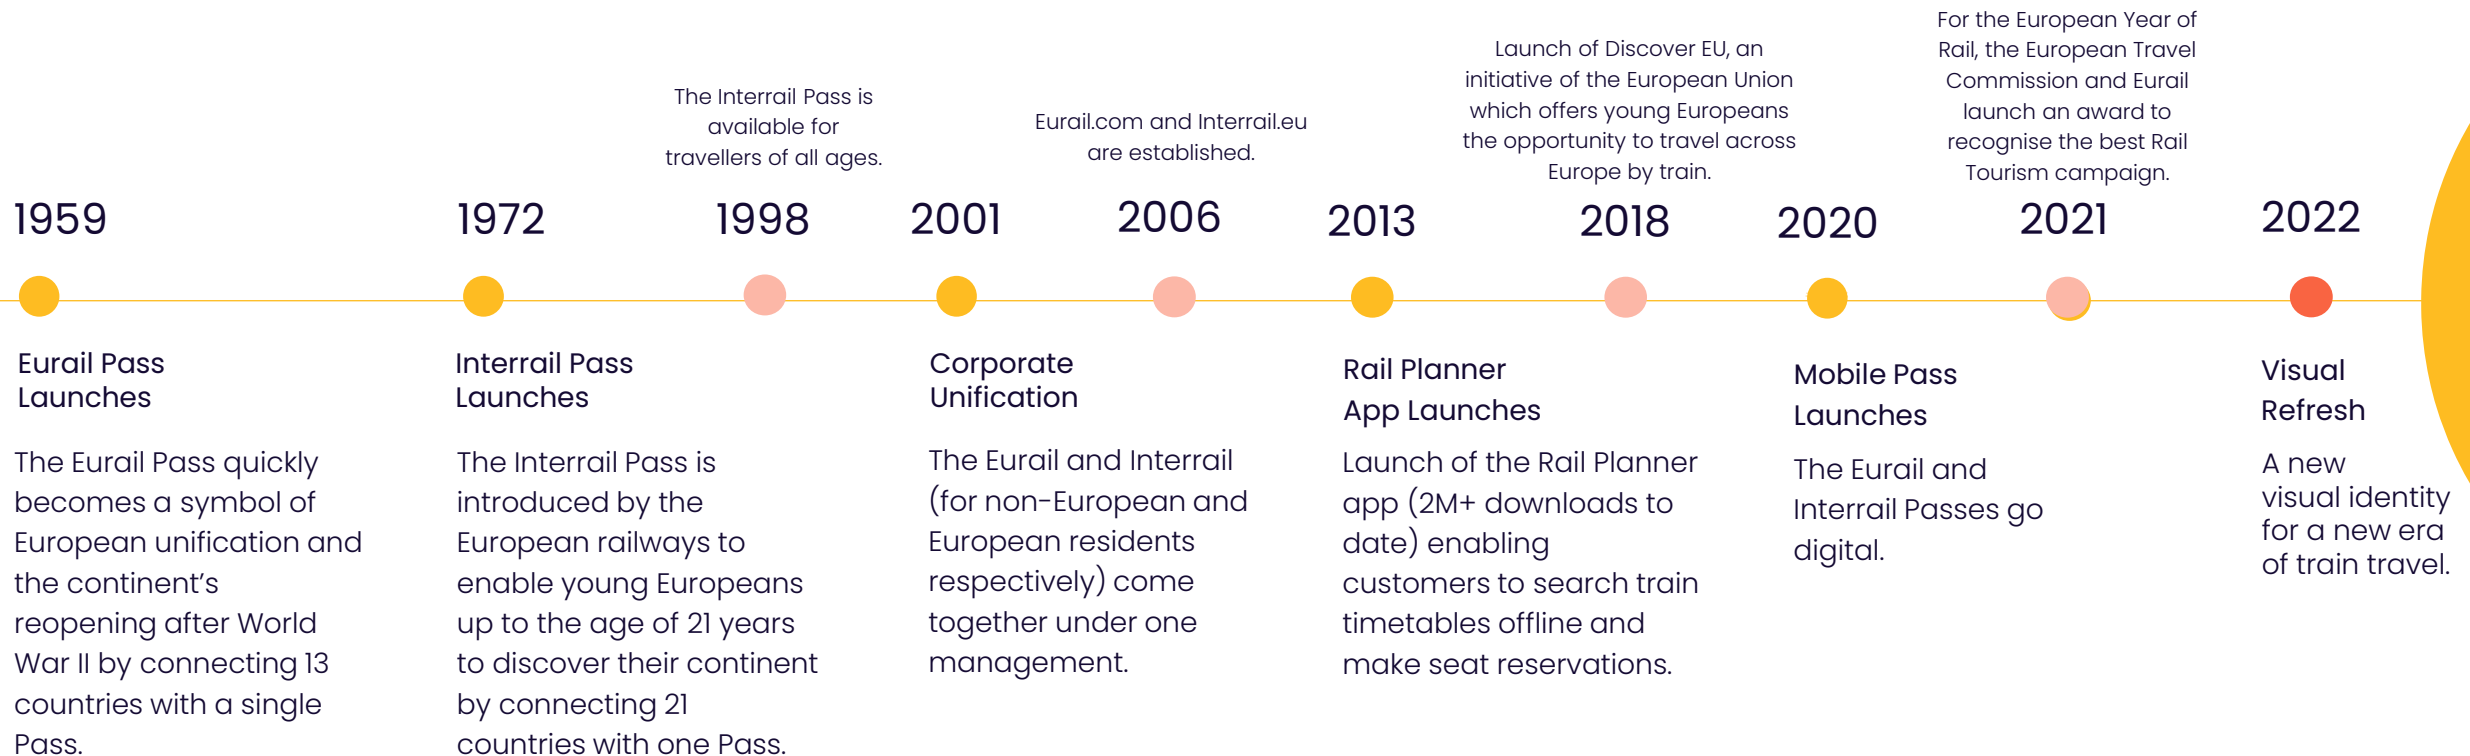 The Interrail Pass is
available for
travellers of all ages.
Eurail.com and Interrail.eu
are established.
Launch of Discover EU, an
initiative of the European Union
which offers young Europeans
the opportunity to travel across
Europe by train.
For the European Year of
Rail, the European Travel
Commission and Eurail
launch an award to
recognise the best Rail
Tourism campaign.
1959
1972
1998
2001
2006
2013
2018
2020
2021
2022
Eurail Pass
Launches
The Eurail Pass quickly
becomes a symbol of
European unification and
the continent's
reopening after World
War II by connecting 13
countries with a single
Pass.
Interrail Pass
Launches
The Interrail Pass is
introduced by the
European railways to
enable young Europeans
up to the age of 21 years
to discover their continent
by connecting 21
countries with one Pass.
Corporate
Unification
The Eurail and Interrail
(for non-European and
European residents
respectively) come
together under one
management.
Rail Planner
App Launches
Launch of the Rail Planner
app (2M+ downloads to
date) enabling
customers to search train
timetables offline and
make seat reservations.
Mobile Pass
Launches
The Eurail and
Interrail Passes go
digital.
Visual
Refresh
A new
visual identity
for a new era
of train travel.